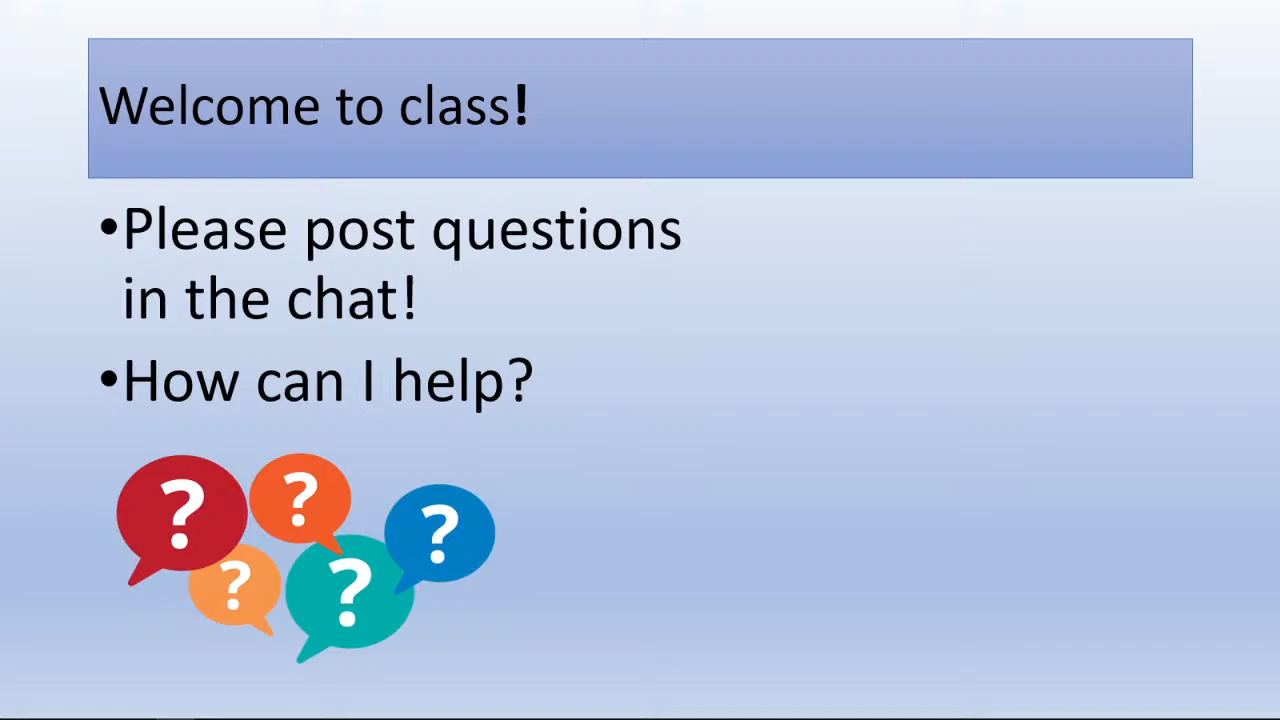 Welcome to class!
•Please post questions
in the chat!
•How can I help?
? ? ?
? ?